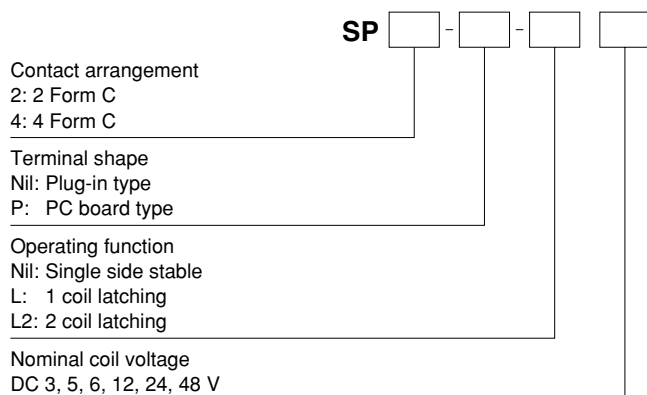 SP - -
Contact arrangement
2: 2 Form C
4: 4 Form C
Terminal shape
Nil: Plug-in type
P: PC board type
Operating function
Nil: Single side stable
L: 1 coil latching
L2: 2 coil latching
Nominal coil voltage
DC 3, 5, 6, 12, 24, 48 V